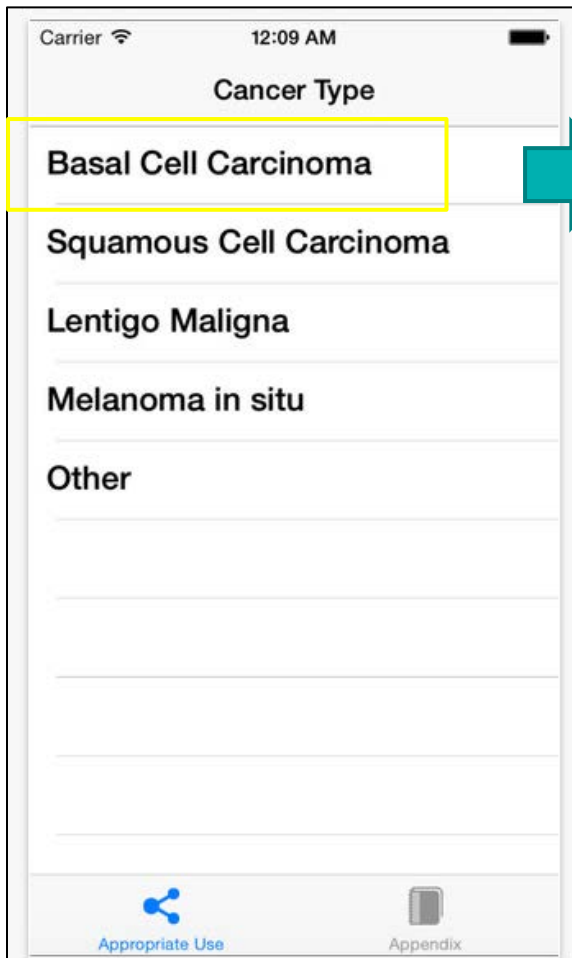 Carrier 12:09 AM
Cancer Type
Basal Cell Carcinoma
Squamous Cell Carcinoma
Lentigo Maligna
Melanoma in situ
Other
Appropriate Use Appendix